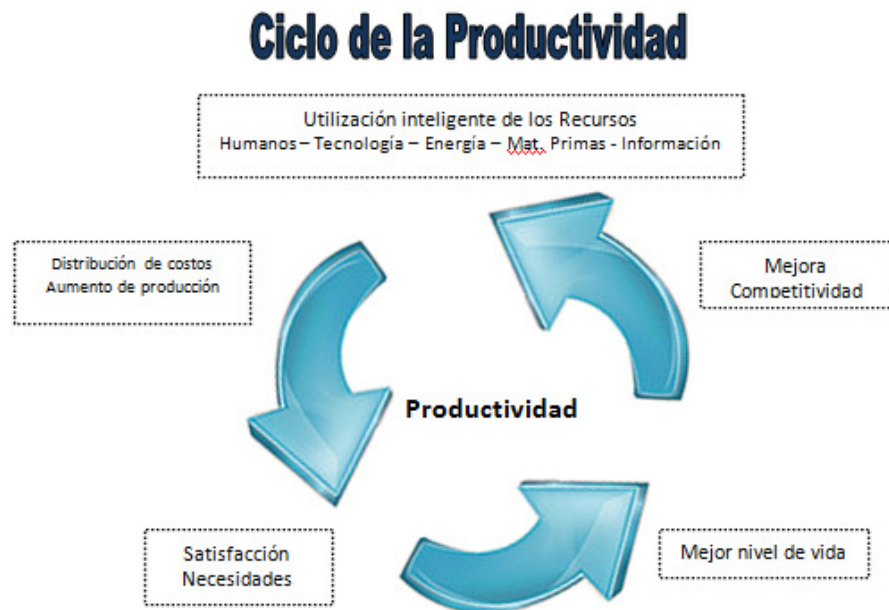 Ciclo de la Productividad
Utilización inteligente de los Recursos
Humanos – Tecnología – Energía – Mat. Primas - Información
Distribución de costos
Aumento de producción
Mejora
Competitividad
Productividad
Satisfacción
Necesidades
Mejor nivel de vida